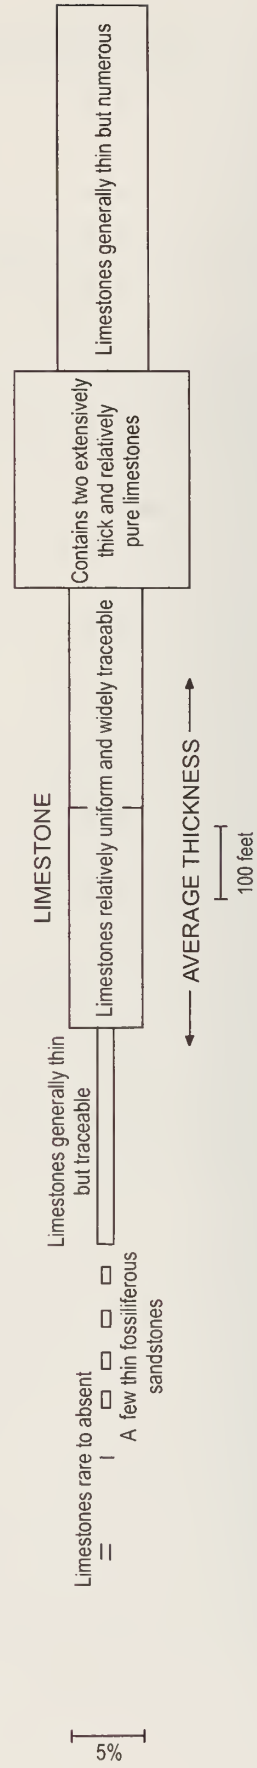 LIMESTONE
Limestones rare to absent
A few thin fossiliferous
sandstones
Limestones generally thin
but traceable
Limestones relatively uniform and widely traceable
Contains two extensively
thick and relatively
pure limestones
Limestones generally thin but numerous
AVERAGE THICKNESS
100 feet
5%